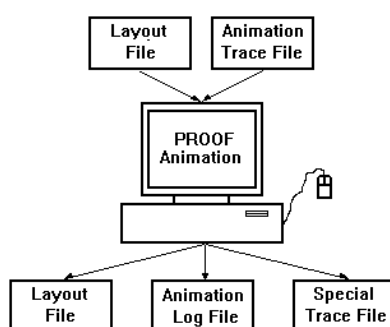 Layout
File
Animation
Trace File
PROOF
Animation
Layout
File
Animation
Log File
Special
Trace File